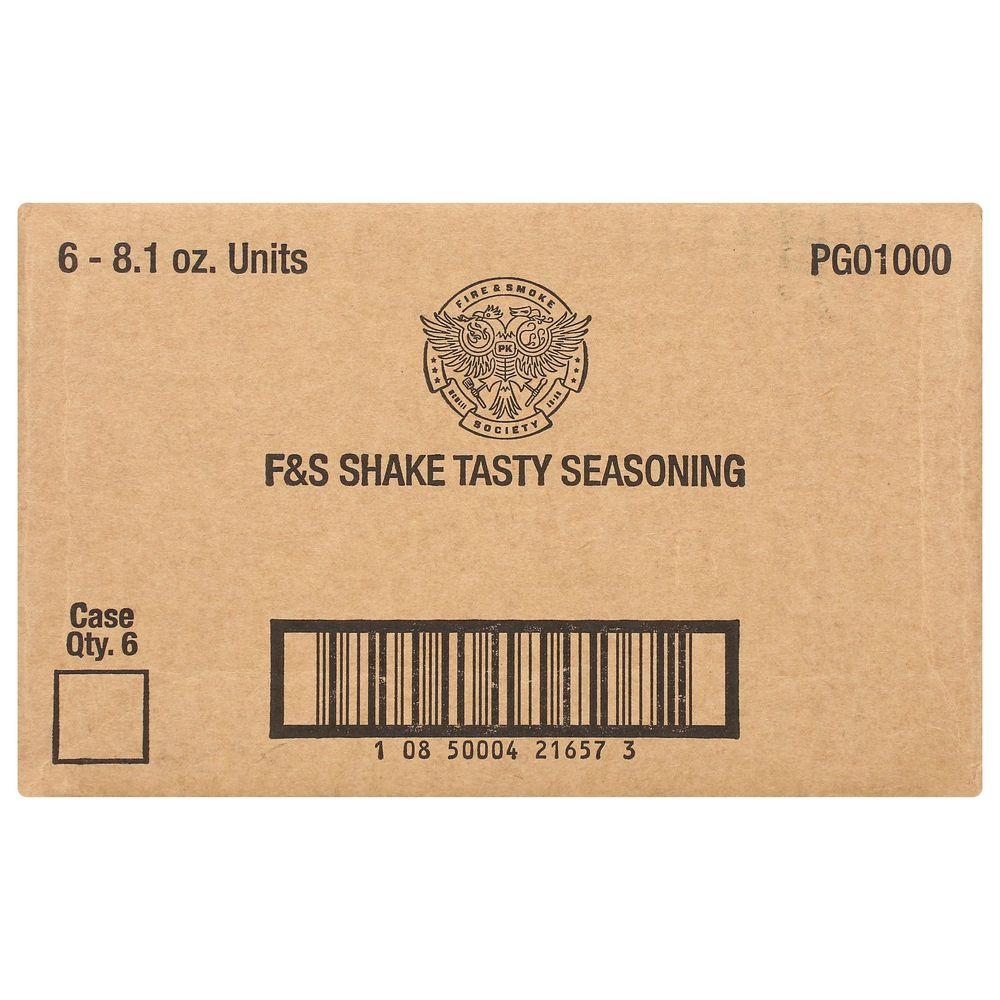 6 - 8.1 oz. Units
PG01000
FIRE & SMOKE
PK
SOCIETY
F&S SHAKE TASTY SEASONING
Case
Qty. 6
1 08 50004 21657 3